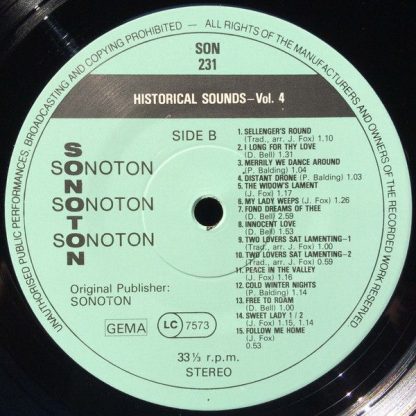 UNAUTHORISED PUBLIC PERFORMANCES, BROADCASTING AND COPYING PROHIBITED — ALL RIGHTS OF THE MANUFACTURERS AND OWNERS OF THE RECORDED WORK RESERVED.
SON
231
HISTORICAL SOUNDS–Vol. 4
SIDE B
SONOTON
SONOTON
SONOTON
SONOTON
1. SELLENGER'S ROUND
(Trad., arr. J. Fox) 1.10
2. I LONG FOR THY LOVE
(D. Bell) 1.31
3. MERRILY WE DANCE AROUND
(P. Balding) 1.04
4. DISTANT DRONE (P. Balding) 1.03
5. THE WIDOW'S LAMENT
(J. Fox) 1.17
6. MY LADY WEEPS (J. Fox) 1.26
7. FOND DREAMS OF THEE
(D. Bell) 2.59
8. INNOCENT LOVE
(D. Bell) 1.53
9. TWO LOVERS SAT LAMENTING–1
(Trad., arr. J. Fox) 1.00
10. TWO LOVERS SAT LAMENTING–2
(Trad., arr. J. Fox) 0.59
11. PEACE IN THE VALLEY
(J. Fox) 1.16
12. COLD WINTER NIGHTS
(P. Balding) 1.14
13. FREE TO ROAM
(D. Bell) 1.00
14. SWEET LADY 1 / 2
(J. Fox) 1.15, 1.14
15. FOLLOW ME HOME
(J. Fox)
0.53
Original Publisher:
SONOTON
GEMA
LC 7573
33 1/3 r.p.m.
STEREO